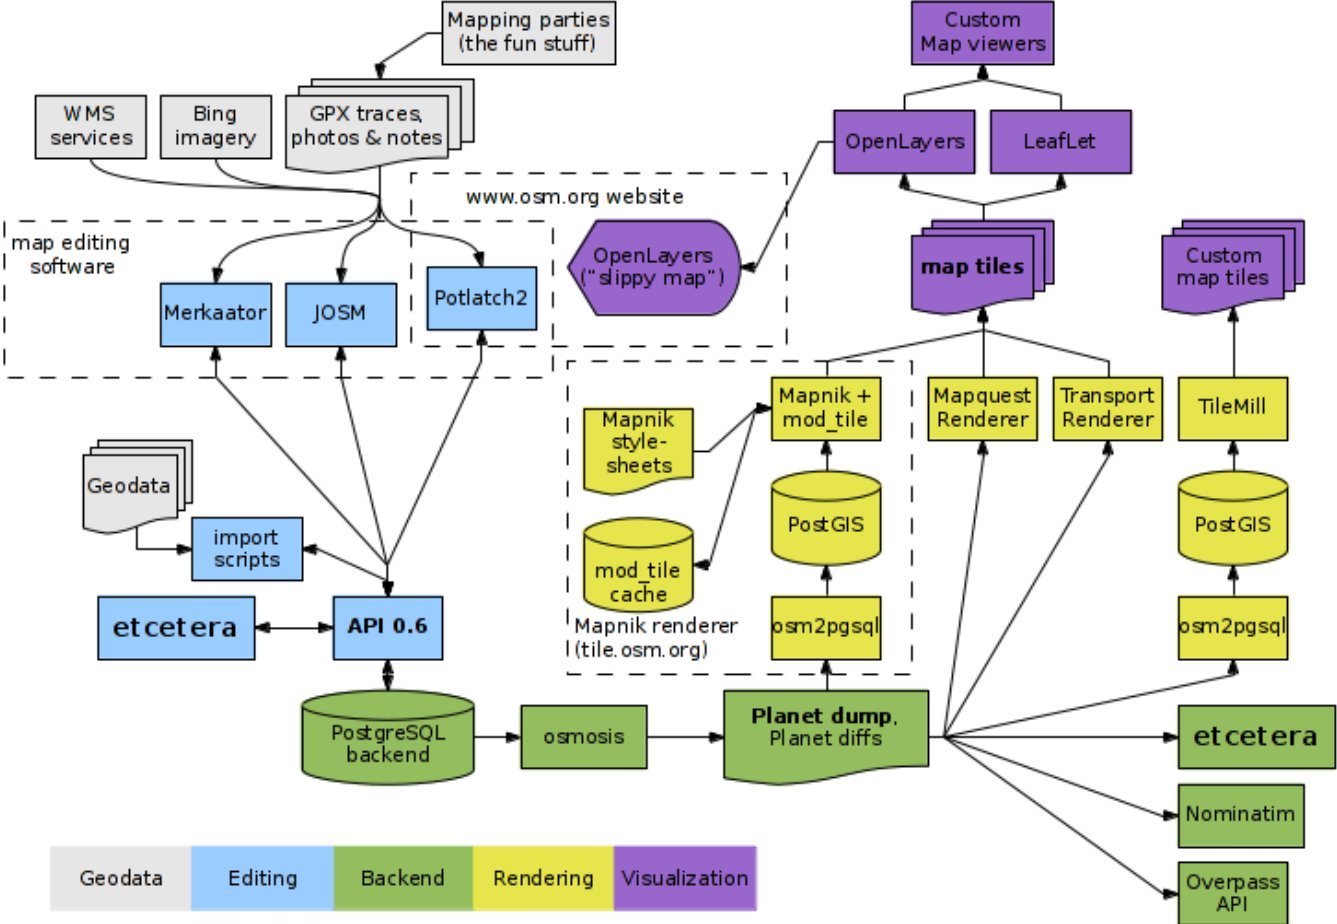 Mapping parties
(the fun stuff)
Custom
Map viewers
WMS
services
Bing
imagery
GPX traces,
photos & notes
OpenLayers
LeafLet
www.osm.org website
map editing
software
OpenLayers
("slippy map")
map tiles
Custom
map tiles
Merkaator
JOSM
Potlatch2
Mapnik
style-
sheets
Mapnik +
mod_tile
Mapquest
Renderer
Transport
Renderer
TileMill
Geodata
import
scripts
mod_tile
cache
PostGIS
PostGIS
etcetera
API 0.6
Mapnik renderer
(tile.osm.org)
osm2pgsql
osm2pgsql
PostgreSQL
backend
osmosis
Planet dump,
Planet diffs
etcetera
Nominatim
Overpass
API
Geodata
Editing
Backend
Rendering
Visualization